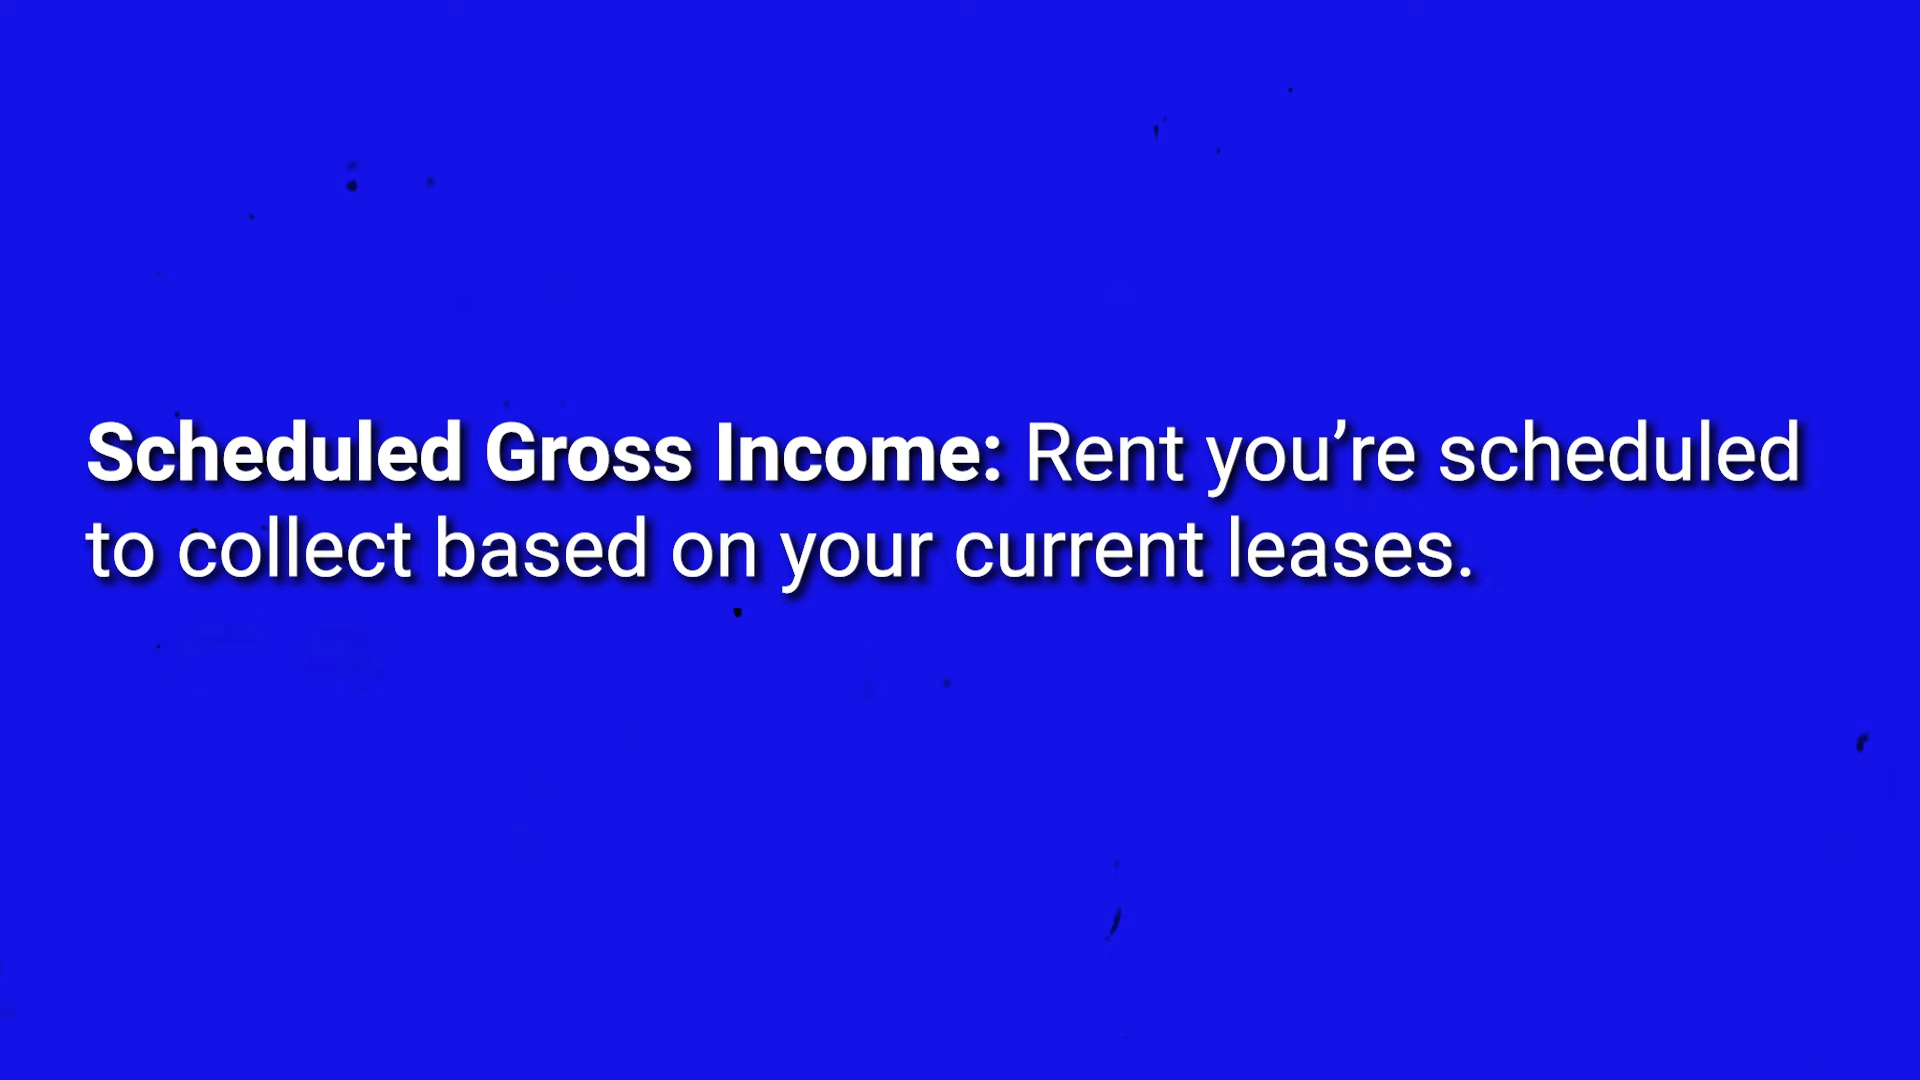 Scheduled Gross Income: Rent you’re scheduled
to collect based on your current leases.